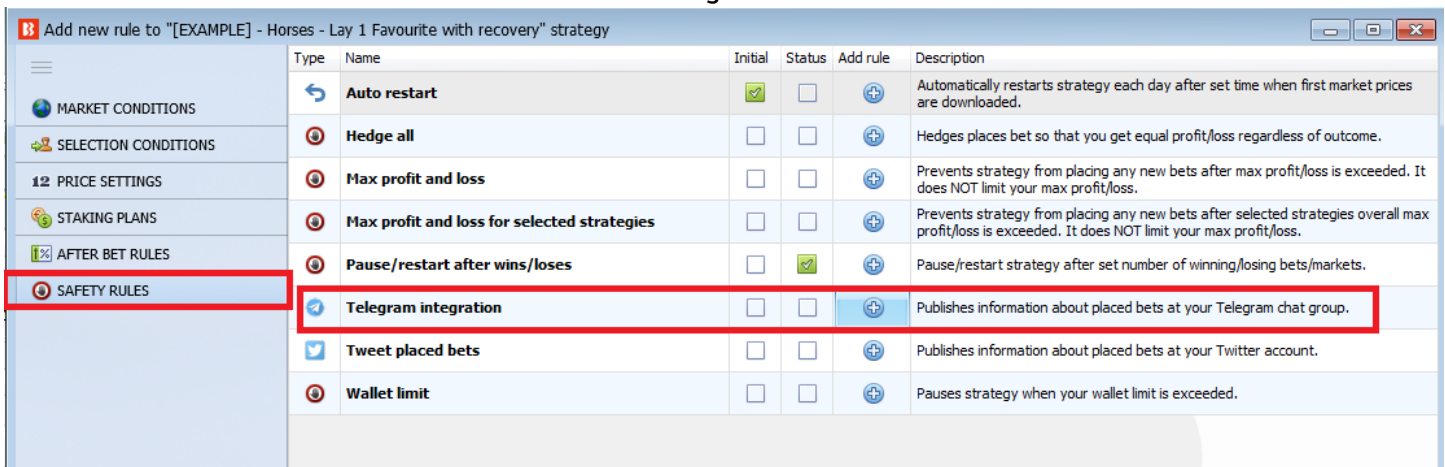 Add new rule to "[EXAMPLE] - Horses - Lay 1 Favourite with recovery" strategy
MARKET CONDITIONS
SELECTION CONDITIONS
12 PRICE SETTINGS
STAKING PLANS
AFTER BET RULES
SAFETY RULES
Type Name Initial Status Add rule Description
Auto restart Automatically restarts strategy each day after set time when first market prices
are downloaded.
Hedge all Hedges places bet so that you get equal profit/loss regardless of outcome.
Max profit and loss Prevents strategy from placing any new bets after max profit/loss is exceeded. It
does NOT limit your max profit/loss.
Max profit and loss for selected strategies Prevents strategy from placing any new bets after selected strategies overall max
profit/loss is exceeded. It does NOT limit your max profit/loss.
Pause/restart after wins/loses Pause/restart strategy after set number of winning/losing bets/markets.
Telegram integration Publishes information about placed bets at your Telegram chat group.
Tweet placed bets Publishes information about placed bets at your Twitter account.
Wallet limit Pauses strategy when your wallet limit is exceeded.